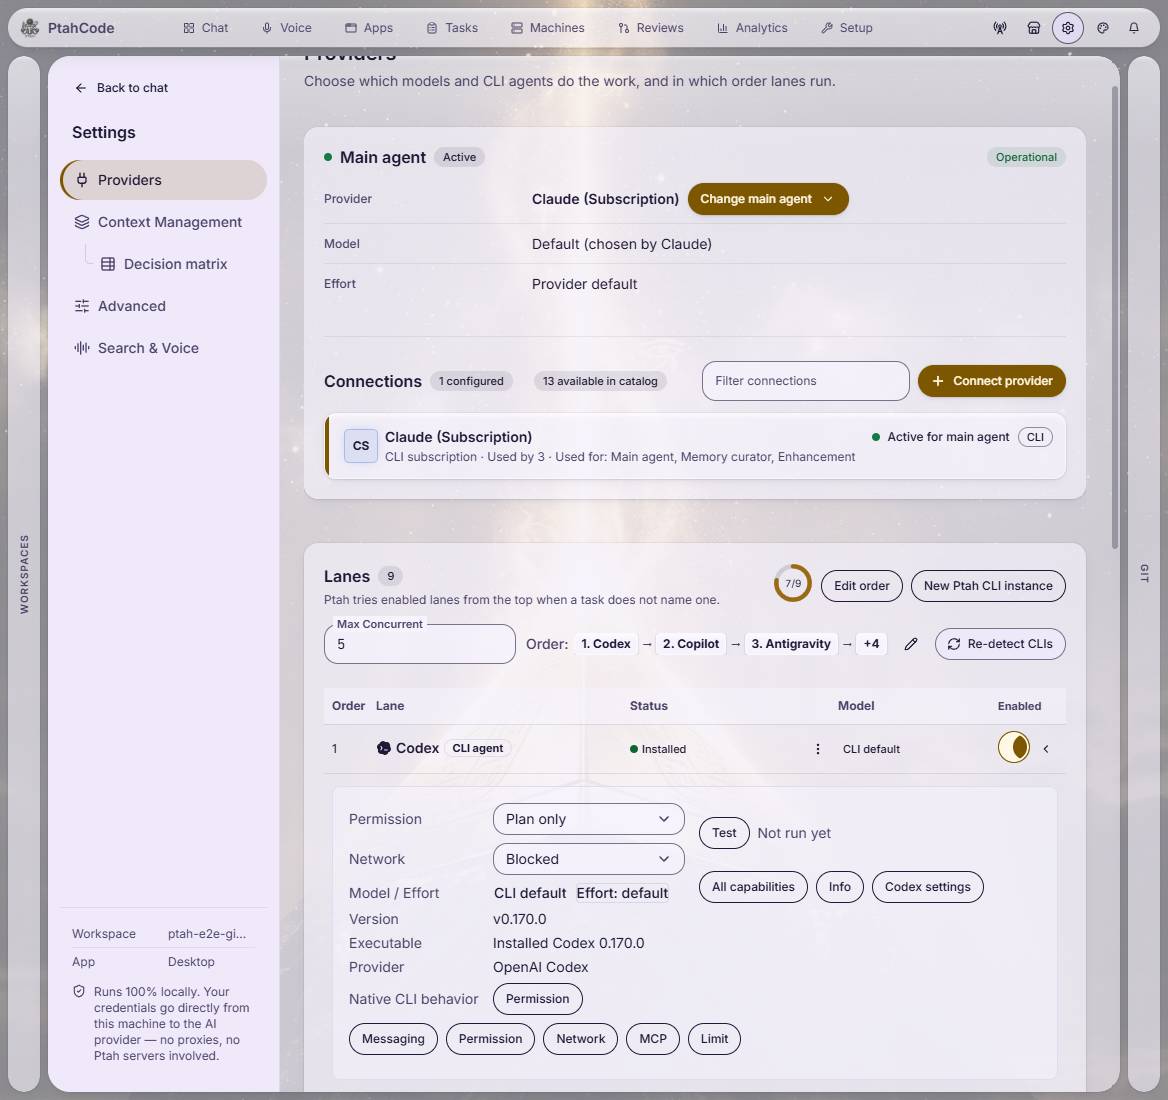 PtahCode
Chat
Voice
Apps
Tasks
Machines
Reviews
Analytics
Setup
WORKSPACES
Back to chat
Settings
Providers
Context Management
Decision matrix
Advanced
Search & Voice
Workspace ptah-e2e-gi...
App Desktop
Runs 100% locally. Your
credentials go directly from
this machine to the AI
provider — no proxies, no
Ptah servers involved.
Providers
Choose which models and CLI agents do the work, and in which order lanes run.
Main agent Active Operational
Provider Claude (Subscription) Change main agent
Model Default (chosen by Claude)
Effort Provider default
Connections 1 configured 13 available in catalog Filter connections Connect provider
CS Claude (Subscription) Active for main agent CLI
CLI subscription · Used by 3 · Used for: Main agent, Memory curator, Enhancement
Lanes 9
Ptah tries enabled lanes from the top when a task does not name one.
7/9 Edit order New Ptah CLI instance
Max Concurrent
5 Order: 1. Codex → 2. Copilot → 3. Antigravity → +4 Re-detect CLIs
Order Lane Status Model Enabled
1 Codex CLI agent Installed CLI default
Permission Plan only
Test Not run yet
Network Blocked
Model / Effort CLI default Effort: default
All capabilities Info Codex settings
Version v0.170.0
Executable Installed Codex 0.170.0
Provider OpenAI Codex
Native CLI behavior Permission
Messaging Permission Network MCP Limit
GIT